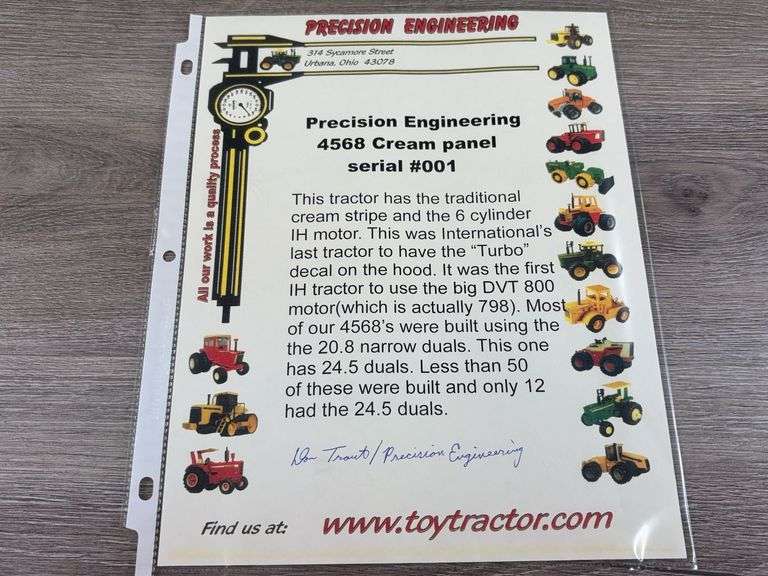 PRECISION ENGINEERING
314 Sycamore Street
Urbana, Ohio 43078
All our work is a quality process
Precision Engineering
4568 Cream panel
serial #001
This tractor has the traditional
cream stripe and the 6 cylinder
IH motor. This was International's
last tractor to have the “Turbo”
decal on the hood. It was the first
IH tractor to use the big DVT 800
motor(which is actually 798). Most
of our 4568's were built using the
the 20.8 narrow duals. This one
has 24.5 duals. Less than 50
of these were built and only 12
had the 24.5 duals.
Don Trout/Precision Engineering
Find us at: www.toytractor.com